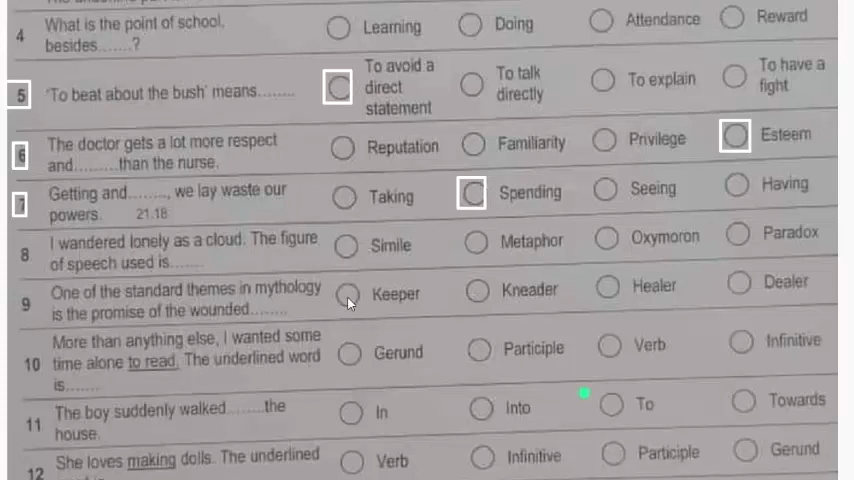 4 What is the point of school, besides.......? Learning Doing Attendance Reward
5 'To beat about the bush' means........ To avoid a direct statement To talk directly To explain To have a fight
6 The doctor gets a lot more respect and.........than the nurse. Reputation Familiarity Privilege Esteem
7 Getting and........, we lay waste our powers. 21.18 Taking Spending Seeing Having
8 I wandered lonely as a cloud. The figure of speech used is....... Simile Metaphor Oxymoron Paradox
9 One of the standard themes in mythology is the promise of the wounded........ Keeper Kneader Healer Dealer
10 More than anything else, I wanted some time alone to read. The underlined word is....... Gerund Participle Verb Infinitive
11 The boy suddenly walked........the house. In Into To Towards
12 She loves making dolls. The underlined Verb Infinitive Participle Gerund